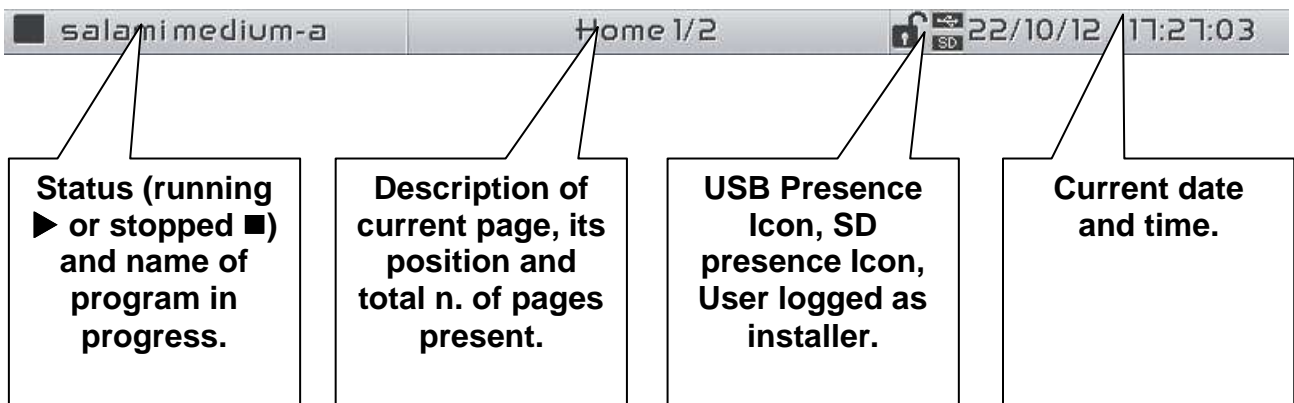 ■ salami medium-a Home 1/2 SD 22/10/12 17:27:03
Status (running
▶ or stopped ■)
and name of
program in
progress.
Description of
current page, its
position and
total n. of pages
present.
USB Presence
Icon, SD
presence Icon,
User logged as
installer.
Current date
and time.